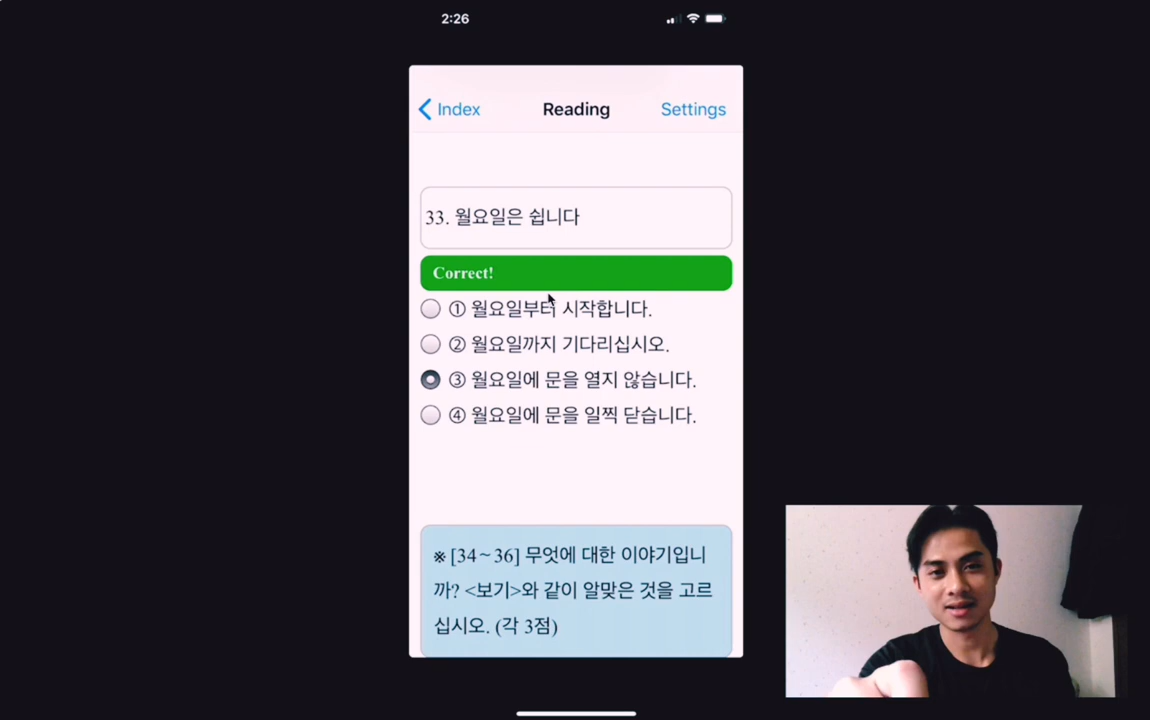 2:26
Index
Reading
Settings
33. 월요일은 쉽니다
Correct!
① 월요일부터 시작합니다.
② 월요일까지 기다리십시오.
③ 월요일에 문을 열지 않습니다.
④ 월요일에 문을 일찍 닫습니다.
※ [34~36] 무엇에 대한 이야기입니
까? <보기>와 같이 알맞은 것을 고르
십시오. (각 3점)